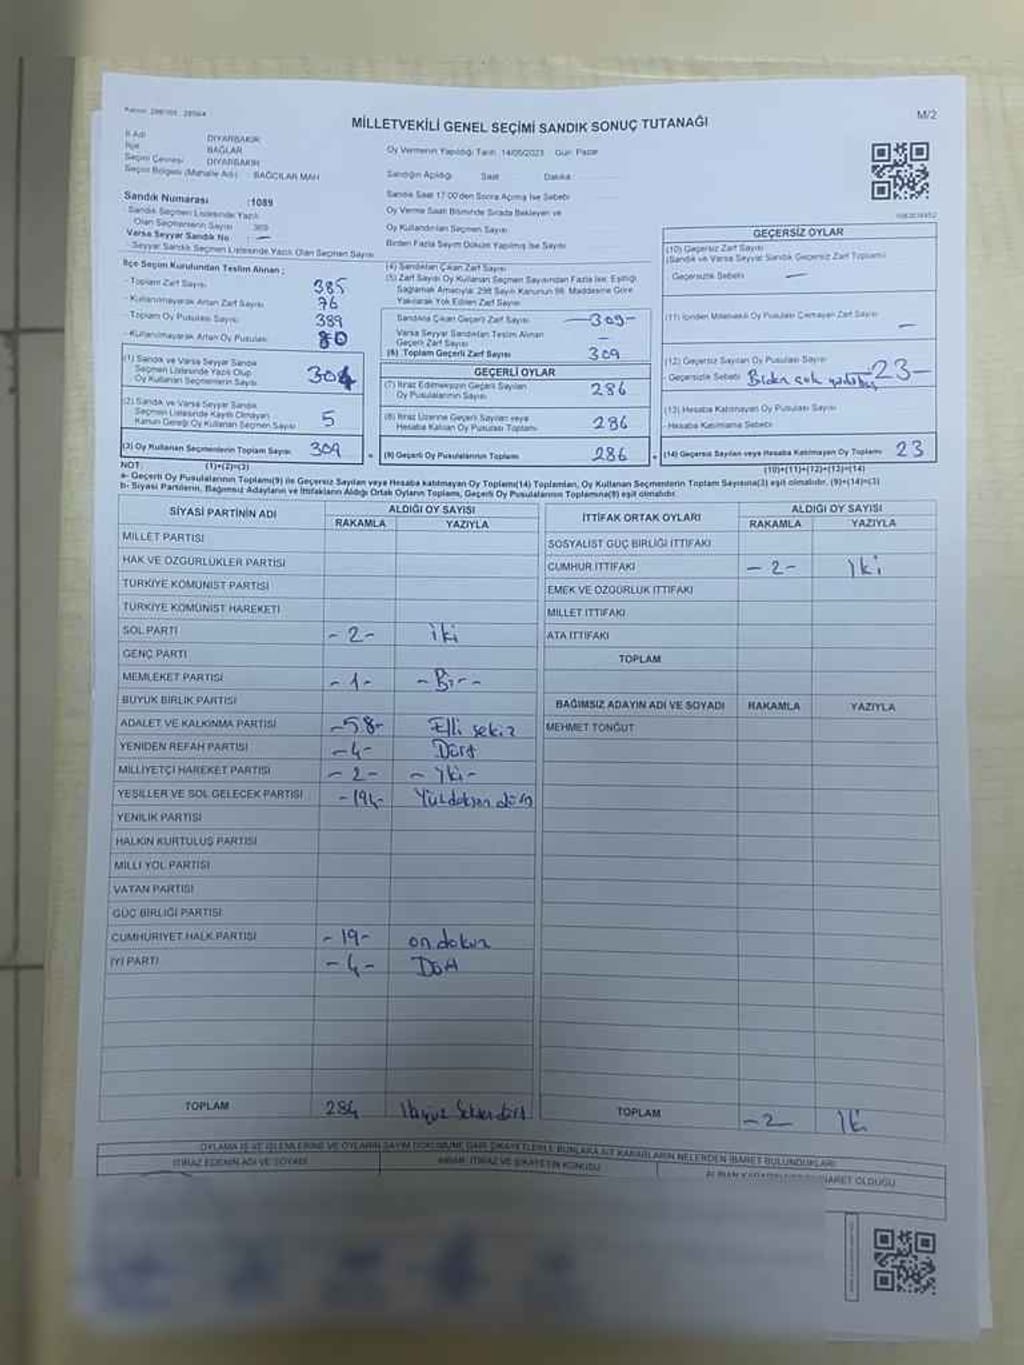 M/2
MİLLETVEKİLİ GENEL SEÇİMİ SANDIK SONUÇ TUTANAĞI
İl Adı DİYARBAKIR
İlçe BAĞLAR
Seçim Çevresi DİYARBAKIR
Seçim Bölgesi (Mahalle Adı) : BAĞCILAR MAH
Oy Vermenin Yapıldığı Tarih: 14/05/2023 Gün: Pazar
Sandığın Açıldığı Saat Dakika
Sandık Saat 17:00'den Sonra Açılmış İse Sebebi
Oy Verme Saati Bitiminde Sırada Bekleyen ve
Oy Kullandırılan Seçmen Sayısı
Birden Fazla Sayım Döküm Yapılmış İse Sayısı
Sandık Numarası :1089
Sandık Seçmen Listesinde Yazılı
Olan Seçmenlerin Sayısı : 369
Varsa Seyyar Sandık No : —
Seyyar Sandık Seçmen Listesinde Yazılı Olan Seçmen Sayısı
İlçe Seçim Kurulundan Teslim Alınan ;
- Toplam Zarf Sayısı 385
- Kullanılmayarak Artan Zarf Sayısı 76
- Toplam Oy Pusulası Sayısı 389
- Kullanılmayarak Artan Oy Pusulası 80
(1) Sandık ve Varsa Seyyar Sandık
Seçmen Listesinde Yazılı Olup
Oy Kullanan Seçmenlerin Sayısı 304
(2) Sandık ve Varsa Seyyar Sandık
Seçmen Listesinde Kayıtlı Olmayan
Kanun Gereği Oy Kullanan Seçmen Sayısı 5
(3) Oy Kullanan Seçmenlerin Toplam Sayısı 309
(4) Sandıktan Çıkan Zarf Sayısı
(5) Zarf Sayısı Oy Kullanan Seçmen Sayısından Fazla İse, Eşitliği
Sağlamak Amacıyla 298 Sayılı Kanunun 98. Maddesine Göre
Yakılarak Yok Edilen Zarf Sayısı
Sandıkta Çıkan Geçerli Zarf Sayısı —309-
Varsa Seyyar Sandıktan Teslim Alınan
Geçerli Zarf Sayısı —
(6) Toplam Geçerli Zarf Sayısı 309
GEÇERLİ OYLAR
(7) İtiraz Edilmeksizin Geçerli Sayılan
Oy Pusulalarının Sayısı 286
(8) İtiraz Üzerine Geçerli Sayılan veya
Hesaba Katılan Oy Pusulası Toplamı 286
(9) Geçerli Oy Pusulalarının Toplamı 286
GEÇERSİZ OYLAR
(10) Geçersiz Zarf Sayısı
(Sandık ve Varsa Seyyar Sandık Geçersiz Zarf Toplamı)
- Geçersizlik Sebebi —
(11) İçinden Milletvekili Oy Pusulası Çıkmayan Zarf Sayısı —
(12) Geçersiz Sayılan Oy Pusulası Sayısı —23—
- Geçersizlik Sebebi Birden çok
(13) Hesaba Katılmayan Oy Pusulası Sayısı
- Hesaba Katılmama Sebebi
(14) Geçersiz Sayılan veya Hesaba Katılmayan Oy Toplamı 23
NOT: (1)+(2)=(3) (10)+(11)+(12)+(13)=(14)
a- Geçerli Oy Pusulalarının Toplamı(9) ile Geçersiz Sayılan veya Hesaba katılmayan Oy Toplamı(14) Toplamları, Oy Kullanan Seçmenlerin Toplam Sayısına(3) eşit olmalıdır. (9)+(14)=(3)
b- Siyasi Partilerin, Bağımsız Adayların ve İttifakların Aldığı Ortak Oyların Toplamı, Geçerli Oy Pusulalarının Toplamına(9) eşit olmalıdır.
SİYASİ PARTİNİN ADI ALDIĞI OY SAYISI
RAKAMLA YAZIYLA
MİLLET PARTİSİ
HAK VE ÖZGÜRLÜKLER PARTİSİ
TÜRKİYE KOMÜNİST PARTİSİ
TÜRKİYE KOMÜNİST HAREKETİ
SOL PARTİ -2- iki
GENÇ PARTİ
MEMLEKET PARTİSİ -1- -Bir-
BÜYÜK BİRLİK PARTİSİ
ADALET VE KALKINMA PARTİSİ -58- Elli sekiz
YENİDEN REFAH PARTİSİ -4- Dört
MİLLİYETÇİ HAREKET PARTİSİ -2- -İki-
YEŞİLLER VE SOL GELECEK PARTİSİ -194- Yüzdoksan dört
YENİLİK PARTİSİ
HALKIN KURTULUŞ PARTİSİ
MİLLİ YOL PARTİSİ
VATAN PARTİSİ
GÜÇ BİRLİĞİ PARTİSİ
CUMHURİYET HALK PARTİSİ -19- on dokuz
İYİ PARTİ -4- Dört
TOPLAM 284 İkiyüz Seksendört
İTTİFAK ORTAK OYLARI ALDIĞI OY SAYISI
RAKAMLA YAZIYLA
SOSYALİST GÜÇ BİRLİĞİ İTTİFAKI
CUMHUR İTTİFAKI -2- İki
EMEK VE ÖZGÜRLÜK İTTİFAKI
MİLLET İTTİFAKI
ATA İTTİFAKI
TOPLAM
BAĞIMSIZ ADAYIN ADI VE SOYADI RAKAMLA YAZIYLA
MEHMET TONĞUT
TOPLAM -2- İki
OYLAMA İŞ VE İŞLEMLERİNE VE OYLARIN SAYIM DÖKÜMÜNE DAİR ŞİKAYETLERLE BUNLARA AİT KARARLARIN NELERDEN İBARET BULUNDUKLARI
İTİRAZ EDENİN ADI VE SOYADI İTİRAZ VE ŞİKAYETİN KONUSU ALINAN OLDUĞU